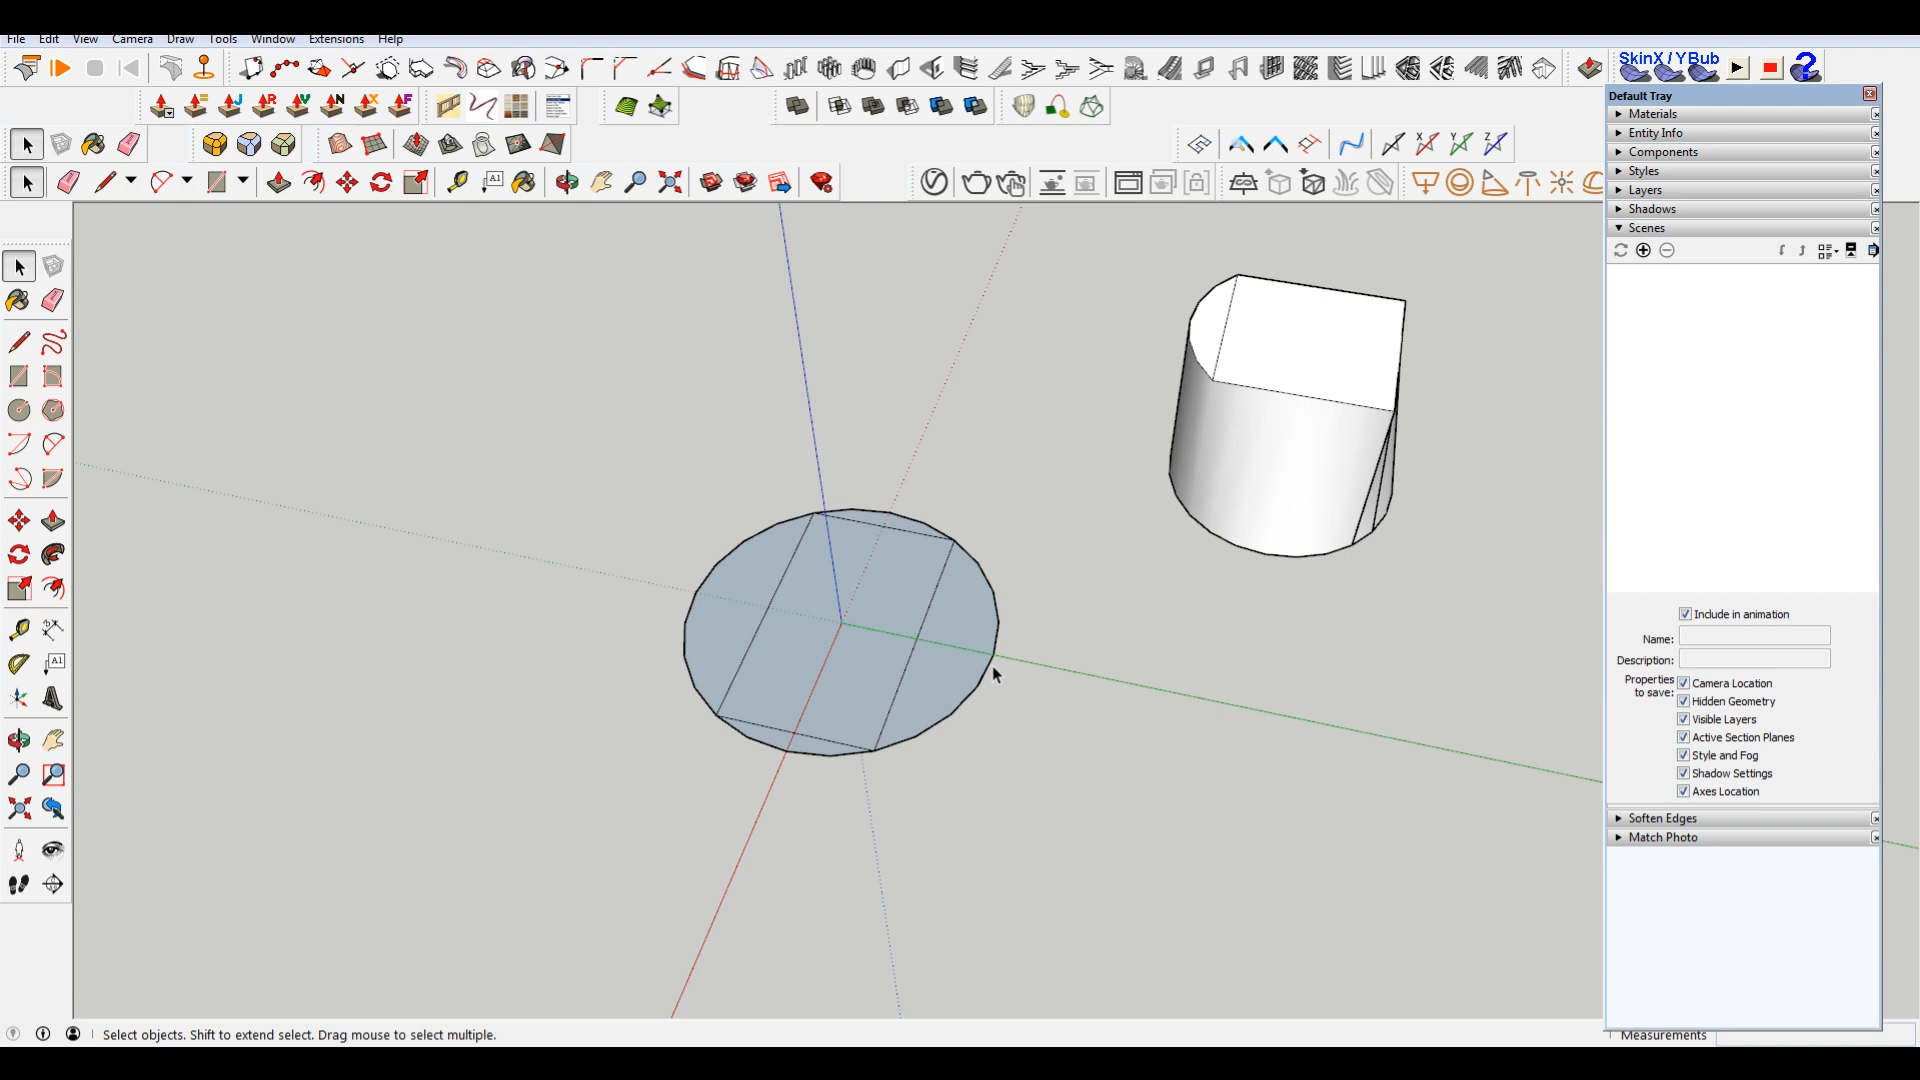 File Edit View Camera Draw Tools Window Extensions Help
SkinX / YBub ?
J R V N X F
Default Tray
Materials
Entity Info
Components
X Y Z
Styles
A1
Layers
Shadows
Scenes
Include in animation
Name:
Description:
Properties to save:
Camera Location
Hidden Geometry
Visible Layers
Active Section Planes
Style and Fog
Shadow Settings
Axes Location
A1
Soften Edges
Match Photo
Select objects. Shift to extend select. Drag mouse to select multiple.
Measurements